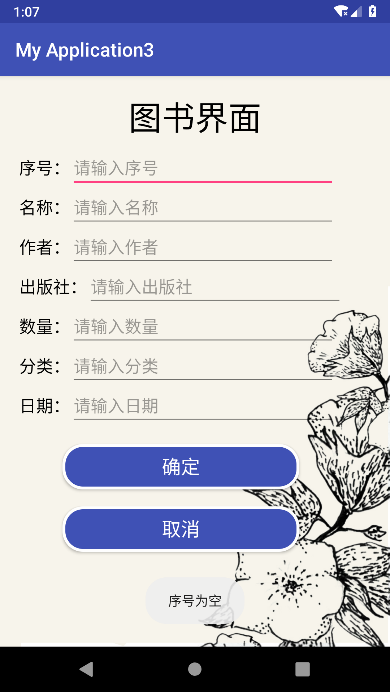 1:07
My Application3
图书界面
序号： 请输入序号
名称： 请输入名称
作者： 请输入作者
出版社： 请输入出版社
数量： 请输入数量
分类： 请输入分类
日期： 请输入日期
确定
取消
序号为空